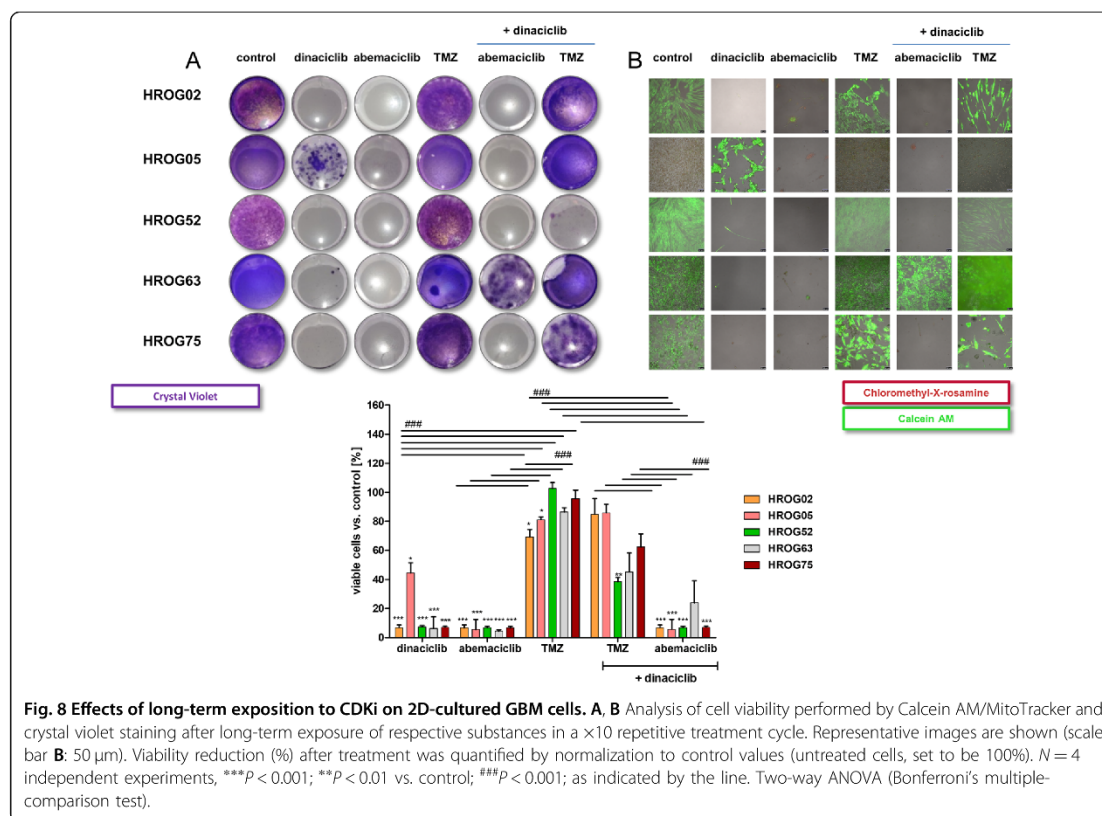 + dinaciclib
A control dinaciclib abemaciclib TMZ abemaciclib TMZ
HROG02
HROG05
HROG52
HROG63
HROG75
Crystal Violet
+ dinaciclib
B control dinaciclib abemaciclib TMZ abemaciclib TMZ
Chloromethyl-X-rosamine
Calcein AM
viable cells vs. control [%]
160
140
120
100
80
60
40
20
0
###
###
###
###
*** * *** *** ***
*** *** *** *** ***
* *
**
*** *** *** ***
dinaciclib abemaciclib TMZ TMZ abemaciclib
+ dinaciclib
HROG02
HROG05
HROG52
HROG63
HROG75
Fig. 8 Effects of long-term exposition to CDKi on 2D-cultured GBM cells. A, B Analysis of cell viability performed by Calcein AM/MitoTracker and
crystal violet staining after long-term exposure of respective substances in a ×10 repetitive treatment cycle. Representative images are shown (scale
bar B: 50 μm). Viability reduction (%) after treatment was quantified by normalization to control values (untreated cells, set to be 100%). N = 4
independent experiments, ***P < 0.001; **P < 0.01 vs. control; ###P < 0.001; as indicated by the line. Two-way ANOVA (Bonferroni's multiple-
comparison test).